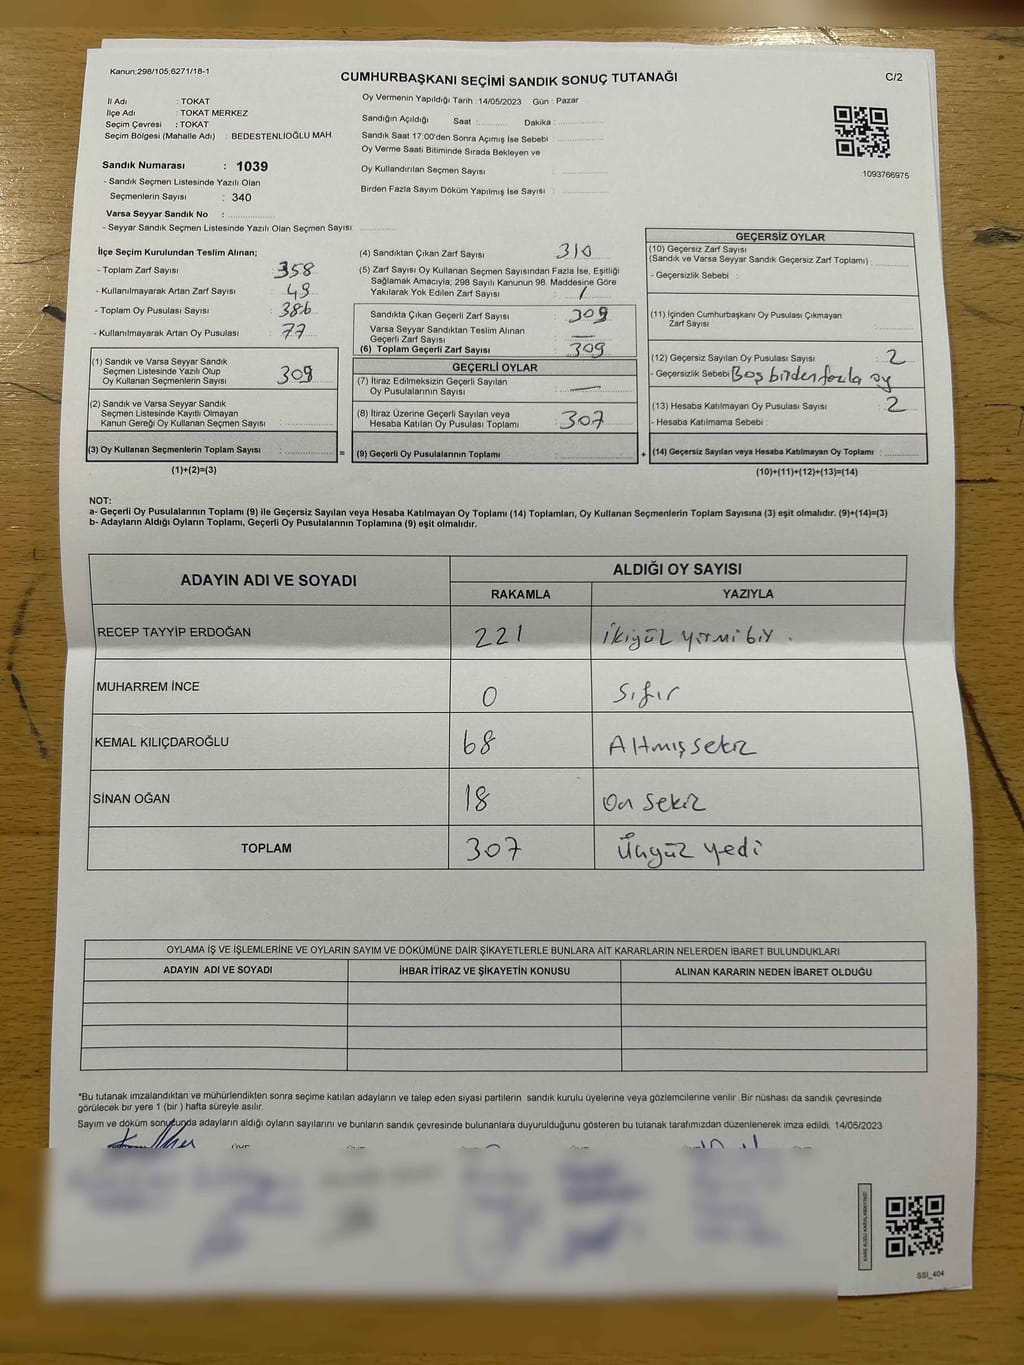 Kanun;298/105,6271/18-1
CUMHURBAŞKANI SEÇİMİ SANDIK SONUÇ TUTANAĞI
C/2
İl Adı : TOKAT
İlçe Adı : TOKAT MERKEZ
Seçim Çevresi : TOKAT
Seçim Bölgesi (Mahalle Adı) : BEDESTENLİOĞLU MAH.
Sandık Numarası : 1039
- Sandık Seçmen Listesinde Yazılı Olan
Seçmenlerin Sayısı : 340
Varsa Seyyar Sandık No :
- Seyyar Sandık Seçmen Listesinde Yazılı Olan Seçmen Sayısı:
Oy Vermenin Yapıldığı Tarih : 14/05/2023 Gün : Pazar
Sandığın Açıldığı Saat : Dakika :
Sandık Saat 17:00'den Sonra Açımış İse Sebebi :
Oy Verme Saati Bitiminde Sırada Bekleyen ve
Oy Kullandırılan Seçmen Sayısı :
Birden Fazla Sayım Döküm Yapılmış İse Sayısı :
1093766975
İlçe Seçim Kurulundan Teslim Alınan;
- Toplam Zarf Sayısı : 358
- Kullanılmayarak Artan Zarf Sayısı : 49
- Toplam Oy Pusulası Sayısı : 386
- Kullanılmayarak Artan Oy Pusulası : 77
(1) Sandık ve Varsa Seyyar Sandık
Seçmen Listesinde Yazılı Olup
Oy Kullanan Seçmenlerin Sayısı : 309
(2) Sandık ve Varsa Seyyar Sandık
Seçmen Listesinde Kayıtlı Olmayan
Kanun Gereği Oy Kullanan Seçmen Sayısı :
(3) Oy Kullanan Seçmenlerin Toplam Sayısı :
(1)+(2)=(3)
=
(4) Sandıktan Çıkan Zarf Sayısı : 310
(5) Zarf Sayısı Oy Kullanan Seçmen Sayısından Fazla İse, Eşitliği
Sağlamak Amacıyla; 298 Sayılı Kanunun 98. Maddesine Göre
Yakılarak Yok Edilen Zarf Sayısı : 1
Sandıkta Çıkan Geçerli Zarf Sayısı : 309
Varsa Seyyar Sandıktan Teslim Alınan
Geçerli Zarf Sayısı : —
(6) Toplam Geçerli Zarf Sayısı : 309
GEÇERLİ OYLAR
(7) İtiraz Edilmeksizin Geçerli Sayılan
Oy Pusulalarının Sayısı : —
(8) İtiraz Üzerine Geçerli Sayılan veya
Hesaba Katılan Oy Pusulası Toplamı : 307
(9) Geçerli Oy Pusulalarının Toplamı :
+
GEÇERSİZ OYLAR
(10) Geçersiz Zarf Sayısı
(Sandık ve Varsa Seyyar Sandık Geçersiz Zarf Toplamı) :
- Geçersizlik Sebebi :
(11) İçinden Cumhurbaşkanı Oy Pusulası Çıkmayan
Zarf Sayısı :
(12) Geçersiz Sayılan Oy Pusulası Sayısı : 2
- Geçersizlik Sebebi Boş birden fazla oy
(13) Hesaba Katılmayan Oy Pusulası Sayısı : 2
- Hesaba Katılmama Sebebi :
(14) Geçersiz Sayılan veya Hesaba Katılmayan Oy Toplamı :
(10)+(11)+(12)+(13)=(14)
NOT:
a- Geçerli Oy Pusulalarının Toplamı (9) ile Geçersiz Sayılan veya Hesaba Katılmayan Oy Toplamı (14) Toplamları, Oy Kullanan Seçmenlerin Toplam Sayısına (3) eşit olmalıdır. (9)+(14)=(3)
b- Adayların Aldığı Oyların Toplamı, Geçerli Oy Pusulalarının Toplamına (9) eşit olmalıdır.
ADAYIN ADI VE SOYADI ALDIĞI OY SAYISI
RAKAMLA YAZIYLA
RECEP TAYYİP ERDOĞAN 221 ikiyüz yirmi bir .
MUHARREM İNCE 0 Sıfır
KEMAL KILIÇDAROĞLU 68 Altmış sekiz
SİNAN OĞAN 18 On sekiz
TOPLAM 307 Üçyüz yedi
OYLAMA İŞ VE İŞLEMLERİNE VE OYLARIN SAYIM VE DÖKÜMÜNE DAİR ŞİKAYETLERLE BUNLARA AİT KARARLARIN NELERDEN İBARET BULUNDUKLARI
ADAYIN ADI VE SOYADI İHBAR İTİRAZ VE ŞİKAYETİN KONUSU ALINAN KARARIN NEDEN İBARET OLDUĞU
*Bu tutanak imzalandıktan ve mühürlendikten sonra seçime katılan adayların ve talep eden siyasi partilerin sandık kurulu üyelerine veya gözlemcilerine verilir .Bir nüshası da sandık çevresinde
görülecek bir yere 1 (bir ) hafta süreyle asılır.
Sayım ve döküm sonucunda adayların aldığı oyların sayılarını ve bunların sandık çevresinde bulunanlara duyurulduğunu gösteren bu tutanak tarafımızdan düzenlenerek imza edildi. 14/05/2023
KARE KODU KARALAMAYINIZ!
SSI_404